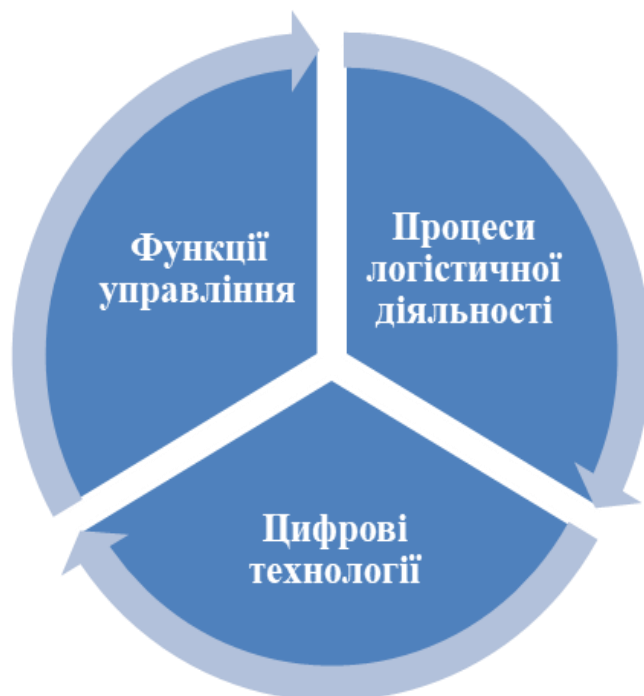 Функції
управління
Процеси
логістичної
діяльності
Цифрові
технології